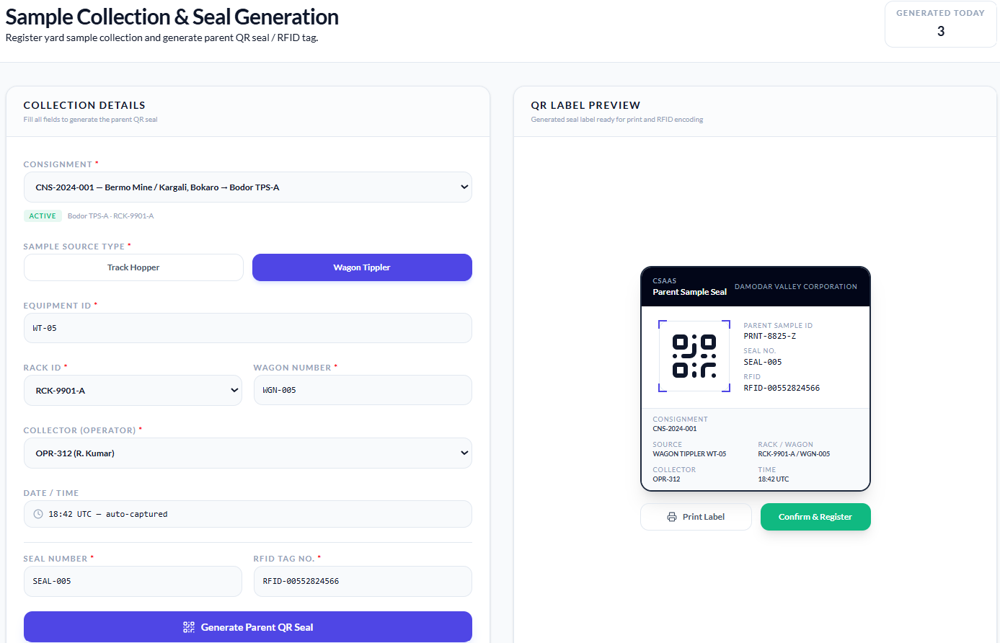 Sample Collection & Seal Generation
Register yard sample collection and generate parent QR seal / RFID tag.
GENERATED TODAY
3
COLLECTION DETAILS
Fill all fields to generate the parent QR seal
CONSIGNMENT *
CNS-2024-001 — Bermo Mine / Kargali, Bokaro → Bodor TPS-A
ACTIVE Bodor TPS-A · RCK-9901-A
SAMPLE SOURCE TYPE *
Track Hopper
Wagon Tippler
EQUIPMENT ID *
WT-05
RACK ID *
RCK-9901-A
WAGON NUMBER *
WGN-005
COLLECTOR (OPERATOR) *
OPR-312 (R. Kumar)
DATE / TIME
18:42 UTC — auto-captured
SEAL NUMBER *
SEAL-005
RFID TAG NO. *
RFID-00552824566
Generate Parent QR Seal
QR LABEL PREVIEW
Generated seal label ready for print and RFID encoding
CSAAS
Parent Sample Seal
DAMODAR VALLEY CORPORATION
PARENT SAMPLE ID
PRNT-8825-Z
SEAL NO.
SEAL-005
RFID
RFID-00552824566
CONSIGNMENT
CNS-2024-001
SOURCE
WAGON TIPPLER WT-05
RACK / WAGON
RCK-9901-A / WGN-005
COLLECTOR
OPR-312
TIME
18:42 UTC
Print Label
Confirm & Register